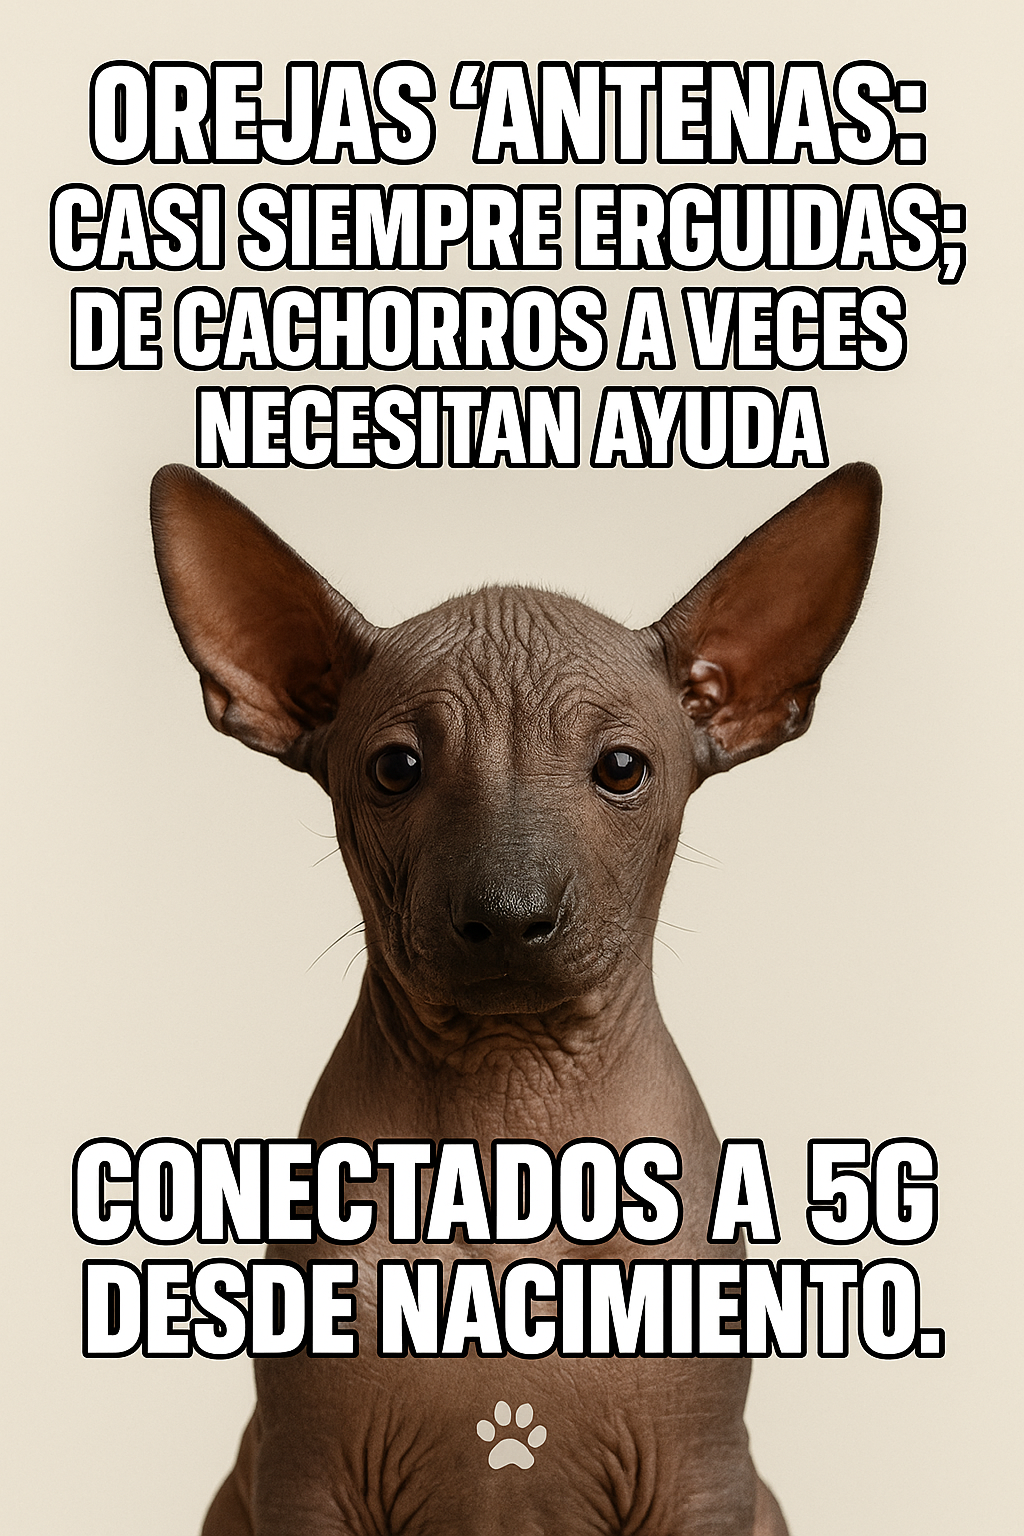 OREJAS ‘ANTENAS:
CASI SIEMPRE ERGUIDAS;
DE CACHORROS A VECES
NECESITAN AYUDA
CONECTADOS A 5G
DESDE NACIMIENTO.